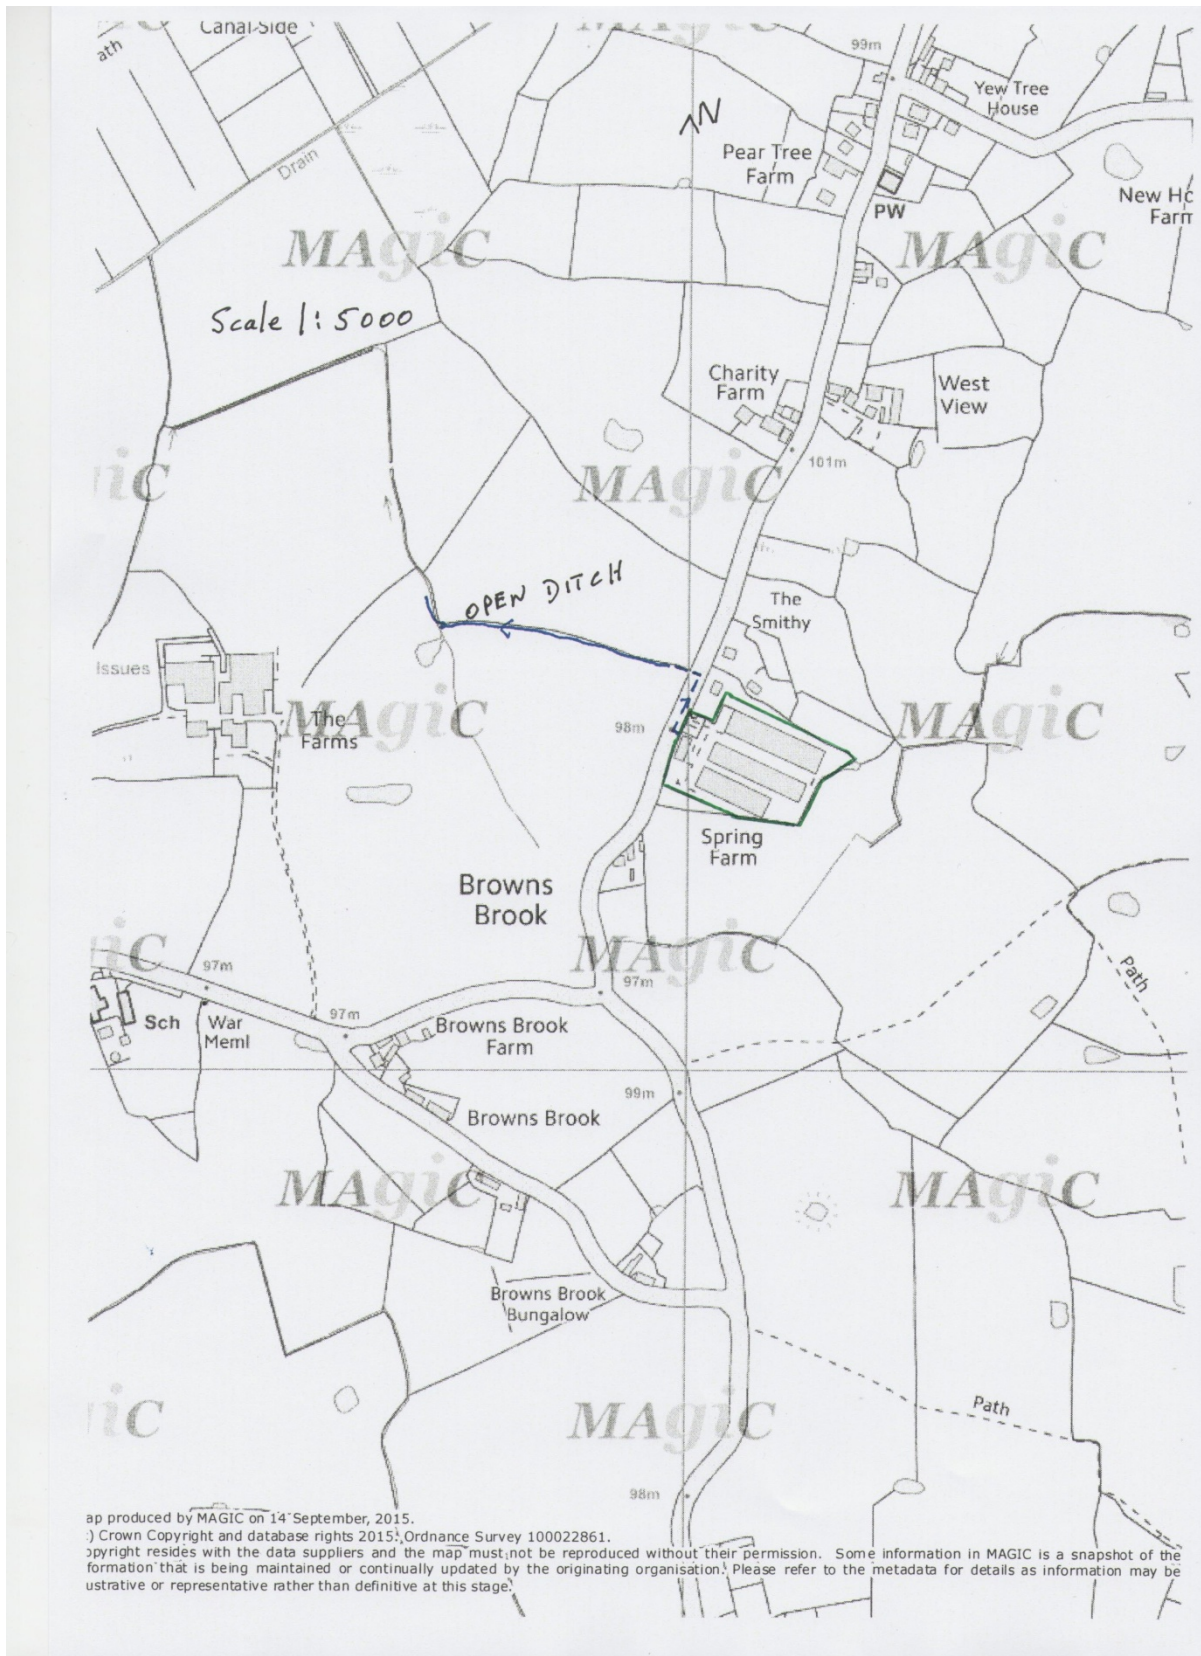 Canal Side
ath
99m
Yew Tree
House
N
Drain
Pear Tree
Farm
New
Farm
PW
MAgiC
MAgiC
Scale 1:5000
Charity
Farm
West
View
101m
MAgiC
OPEN DITCH
The
Smithy
Issues
The
Farms
MAgiC
MAgiC
98m
Spring
Farm
Browns
Brook
MAgiC
97m
97m
Path
Sch
War
Meml
97m
Browns Brook
Farm
99m
Browns Brook
MAgiC
MAgiC
Browns Brook
Bungalow
Path
MAgiC
98m
ap produced by MAGIC on 14 September, 2015.
) Crown Copyright and database rights 2015. Ordnance Survey 100022861.
opyright resides with the data suppliers and the map must not be reproduced without their permission. Some information in MAGIC is a snapshot of the
formation that is being maintained or continually updated by the originating organisation. Please refer to the metadata for details as information may be
ustrative or representative rather than definitive at this stage.